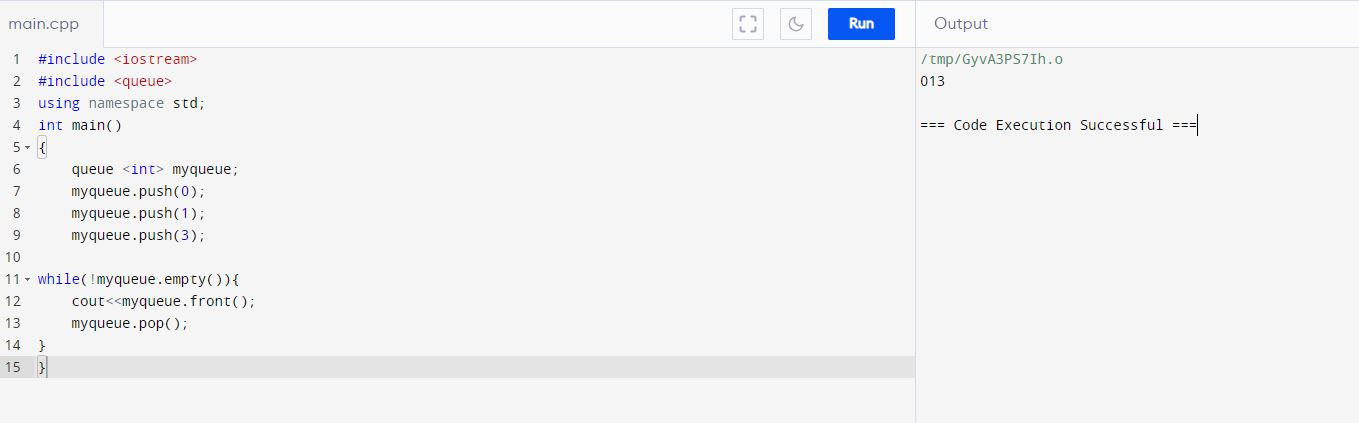 main.cpp
Run
Output
1 #include <iostream>
2 #include <queue>
3 using namespace std;
4 int main()
5 {
6 queue <int> myqueue;
7 myqueue.push(0);
8 myqueue.push(1);
9 myqueue.push(3);
10
11 while(!myqueue.empty()){
12 cout<<myqueue.front();
13 myqueue.pop();
14 }
15 }
/tmp/GyvA3PS7Ih.o
013
=== Code Execution Successful ===